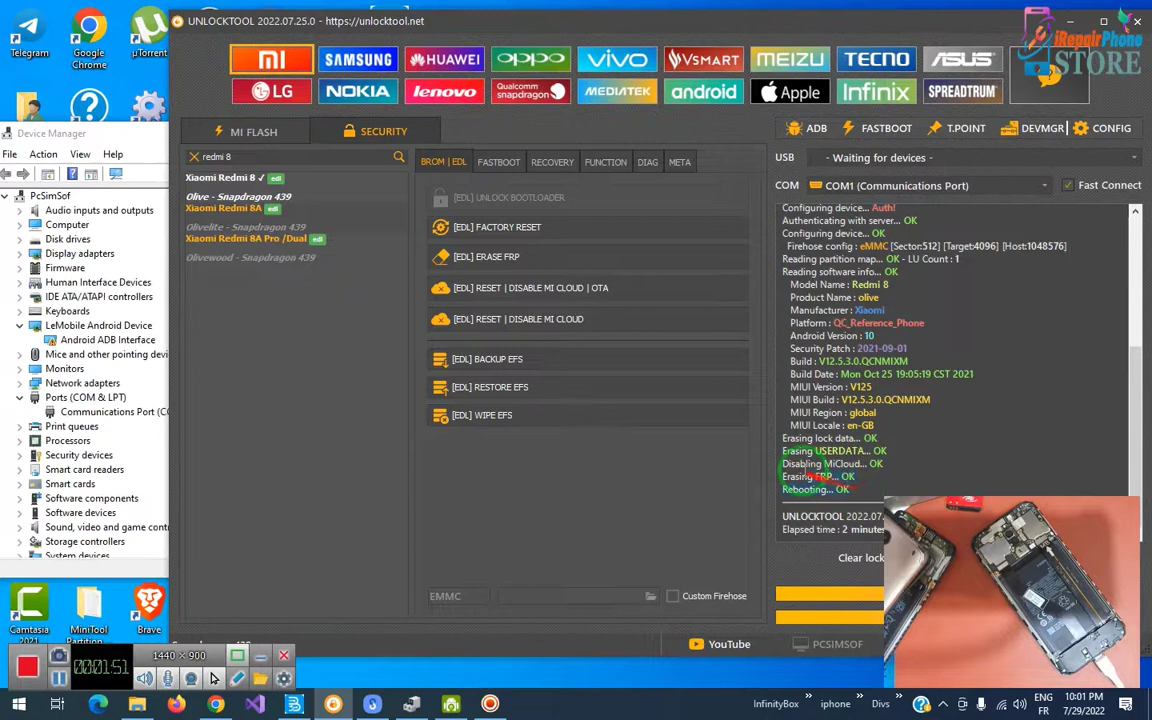 Telegram
Google
Chrome
µTorrent
UNLOCKTOOL 2022.07.25.0 - https://unlocktool.net
iRepairPhone
STORE
mi
SAMSUNG
HUAWEI
oppo
vivo
VSMART
MEIZU
TECNO
ASUS
LG
NOKIA
lenovo
Qualcomm
snapdragon
MEDIATEK
android
Apple
Infinix
SPREADTRUM
Device Manager
File Action View Help
PcSimSof
Audio inputs and outputs
Computer
Disk drives
Display adapters
Firmware
Human Interface Devices
IDE ATA/ATAPI controllers
Keyboards
LeMobile Android Device
Android ADB Interface
Mice and other pointing devi
Monitors
Network adapters
Ports (COM & LPT)
Communications Port (CO
Print queues
Processors
Security devices
Smart card readers
Smart cards
Software components
Software devices
Sound, video and game cont
Storage controllers
System devices
MI FLASH
SECURITY
redmi 8
Xiaomi Redmi 8 ✓ edl
Olive - Snapdragon 439
Xiaomi Redmi 8A edl
Olivelite - Snapdragon 439
Xiaomi Redmi 8A Pro /Dual edl
Olivewood - Snapdragon 439
BROM | EDL
FASTBOOT
RECOVERY
FUNCTION
DIAG
META
[EDL] UNLOCK BOOTLOADER
[EDL] FACTORY RESET
[EDL] ERASE FRP
[EDL] RESET | DISABLE MI CLOUD | OTA
[EDL] RESET | DISABLE MI CLOUD
[EDL] BACKUP EFS
[EDL] RESTORE EFS
[EDL] WIPE EFS
EMMC
Custom Firehose
ADB
FASTBOOT
T.POINT
DEVMGR
CONFIG
USB - Waiting for devices -
COM COM1 (Communications Port) Fast Connect
Configuring device... Auth!
Authenticating with server... OK
Configuring device... OK
Firehose config : eMMC [Sector:512] [Target:4096] [Host:1048576]
Reading partition map... OK - LU Count : 1
Reading software info... OK
Model Name : Redmi 8
Product Name : olive
Manufacturer : Xiaomi
Platform : QC_Reference_Phone
Android Version : 10
Security Patch : 2021-09-01
Build : V12.5.3.0.QCNMIXM
Build Date : Mon Oct 25 19:05:19 CST 2021
MIUI Version : V125
MIUI Build : V12.5.3.0.QCNMIXM
MIUI Region : global
MIUI Locale : en-GB
Erasing lock data... OK
Erasing USERDATA... OK
Disabling MiCloud... OK
Erasing FRP... OK
Rebooting... OK
UNLOCKTOOL 2022.07.
Elapsed time : 2 minutes
Clear lock
YouTube
PCSIMSOF
Camtasia
2021
MiniTool
Partition
Brave
0:00:01:51
1440 × 900
InfinityBox
iphone
Divs
ENG
FR
10:01 PM
7/29/2022